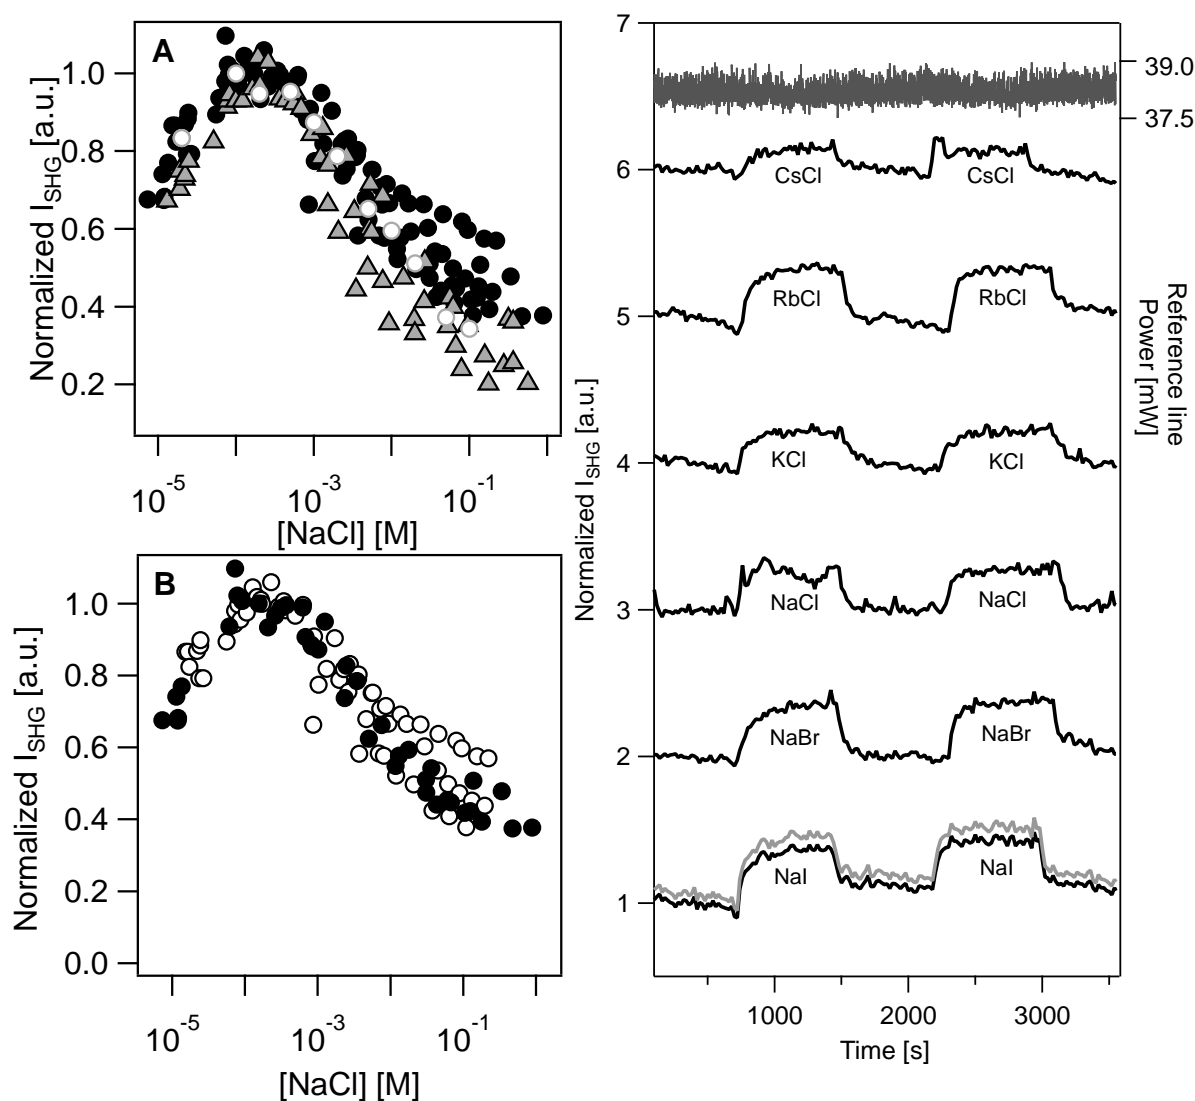 A
Normalized I_SHG [a.u.]
1.0
0.8
0.6
0.4
0.2
10^-5
10^-3
10^-1
[NaCl] [M]
B
Normalized I_SHG [a.u.]
1.0
0.8
0.6
0.4
0.2
0.0
10^-5
10^-3
10^-1
[NaCl] [M]
Normalized I_SHG [a.u.]
7
6
5
4
3
2
1
39.0
37.5
Reference line
Power [mW]
CsCl
CsCl
RbCl
RbCl
KCl
KCl
NaCl
NaCl
NaBr
NaBr
NaI
NaI
1000
2000
3000
Time [s]